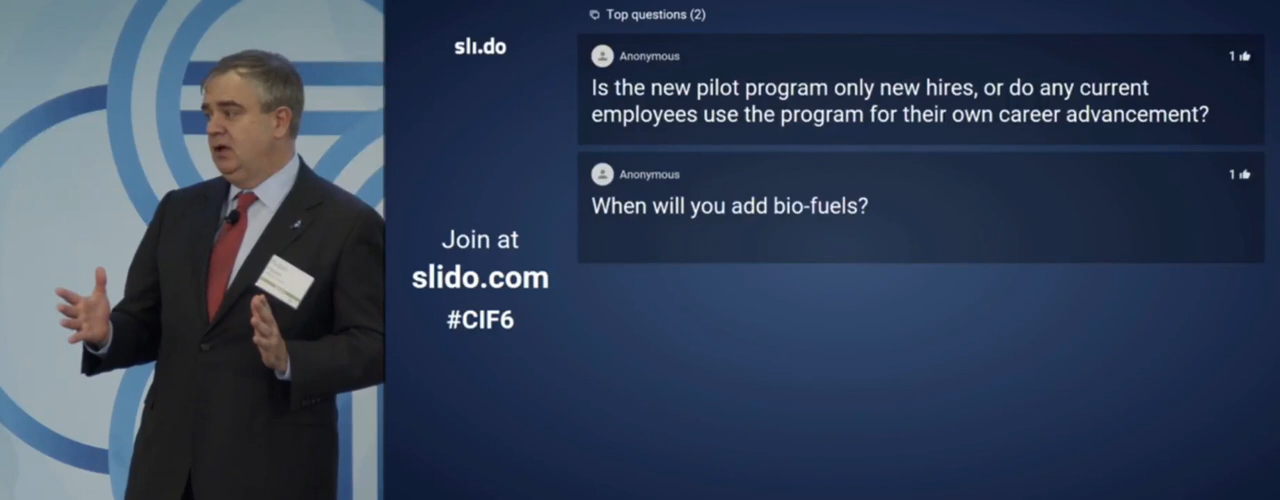 Top questions (2)
slı.do
Anonymous
1
Is the new pilot program only new hires, or do any current
employees use the program for their own career advancement?
Anonymous
1
When will you add bio-fuels?
Join at
slido.com
#CIF6